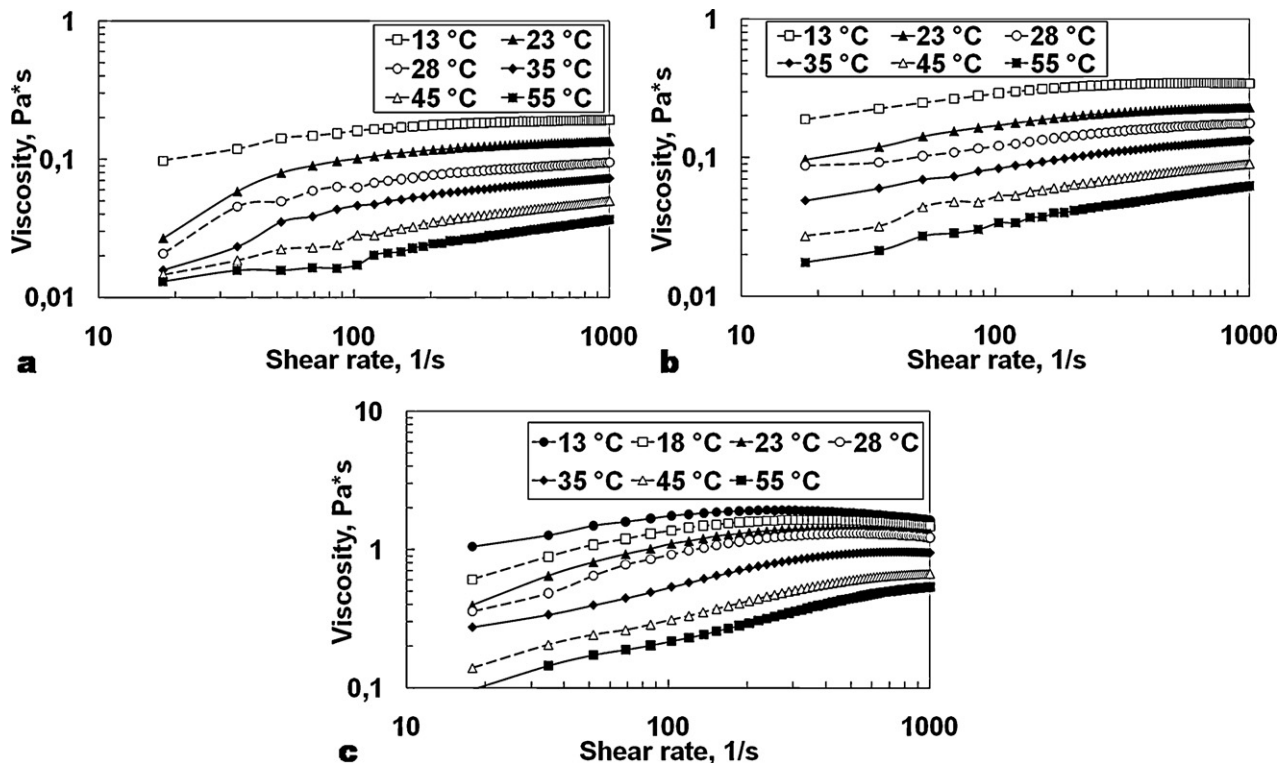 1
0,1
0,01
Viscosity, Pa*s
13 °C 23 °C
28 °C 35 °C
45 °C 55 °C
10 100 1000
Shear rate, 1/s
a
1
0,1
0,01
Viscosity, Pa*s
13 °C 23 °C 28 °C
35 °C 45 °C 55 °C
10 100 1000
Shear rate, 1/s
b
10
1
0,1
Viscosity, Pa*s
13 °C 18 °C 23 °C 28 °C
35 °C 45 °C 55 °C
10 100 1000
Shear rate, 1/s
c